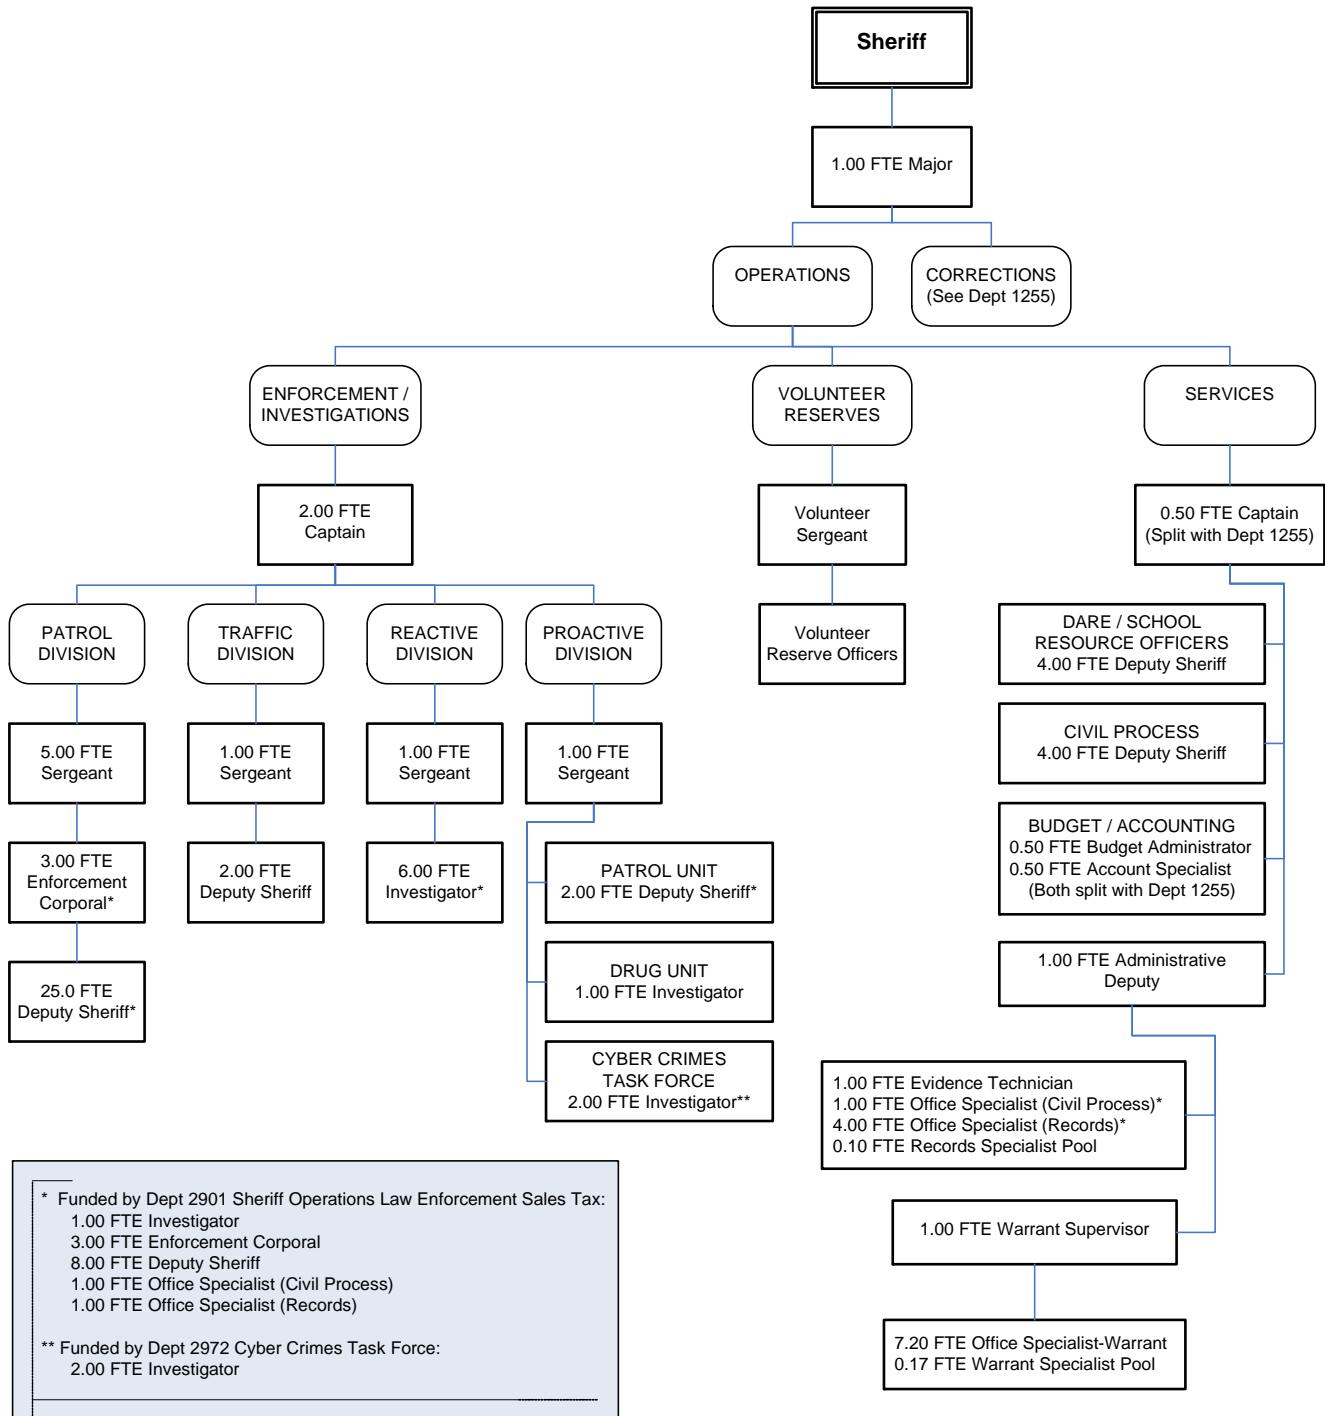 Sheriff
1.00 FTE Major
OPERATIONS
CORRECTIONS
(See Dept 1255)
ENFORCEMENT /
INVESTIGATIONS
VOLUNTEER
RESERVES
SERVICES
2.00 FTE
Captain
Volunteer
Sergeant
0.50 FTE Captain
(Split with Dept 1255)
PATROL
DIVISION
TRAFFIC
DIVISION
REACTIVE
DIVISION
PROACTIVE
DIVISION
Volunteer
Reserve Officers
DARE / SCHOOL
RESOURCE OFFICERS
4.00 FTE Deputy Sheriff
5.00 FTE
Sergeant
1.00 FTE
Sergeant
1.00 FTE
Sergeant
1.00 FTE
Sergeant
CIVIL PROCESS
4.00 FTE Deputy Sheriff
3.00 FTE
Enforcement
Corporal*
2.00 FTE
Deputy Sheriff
6.00 FTE
Investigator*
PATROL UNIT
2.00 FTE Deputy Sheriff*
BUDGET / ACCOUNTING
0.50 FTE Budget Administrator
0.50 FTE Account Specialist
(Both split with Dept 1255)
25.0 FTE
Deputy Sheriff*
DRUG UNIT
1.00 FTE Investigator
1.00 FTE Administrative
Deputy
CYBER CRIMES
TASK FORCE
2.00 FTE Investigator**
1.00 FTE Evidence Technician
1.00 FTE Office Specialist (Civil Process)*
4.00 FTE Office Specialist (Records)*
0.10 FTE Records Specialist Pool
1.00 FTE Warrant Supervisor
7.20 FTE Office Specialist-Warrant
0.17 FTE Warrant Specialist Pool
* Funded by Dept 2901 Sheriff Operations Law Enforcement Sales Tax:
1.00 FTE Investigator
3.00 FTE Enforcement Corporal
8.00 FTE Deputy Sheriff
1.00 FTE Office Specialist (Civil Process)
1.00 FTE Office Specialist (Records)
** Funded by Dept 2972 Cyber Crimes Task Force:
2.00 FTE Investigator